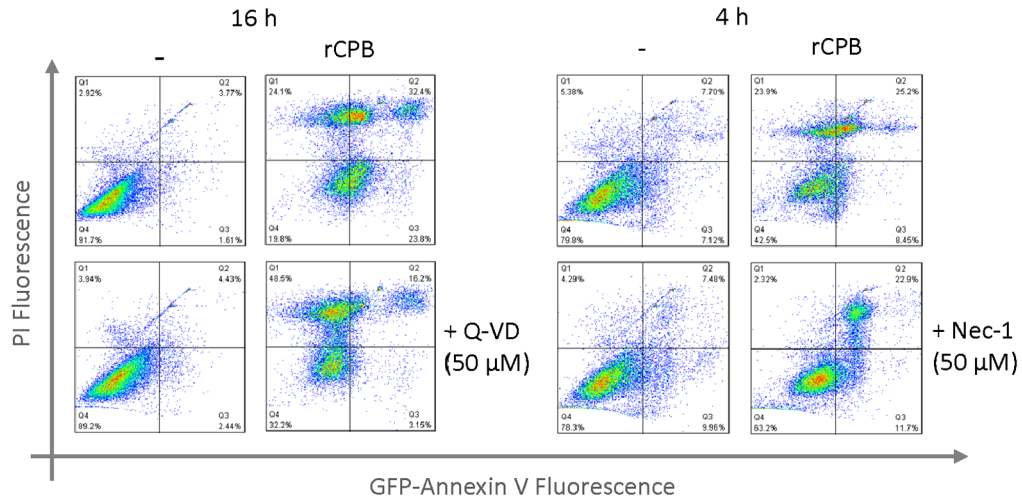 16 h
4 h
-
rCPB
-
rCPB
Q1
2.92%
Q2
3.77%
Q4
91.7%
Q3
1.61%
Q1
24.1%
Q2
32.4%
Q4
19.8%
Q3
23.8%
Q1
5.38%
Q2
7.70%
Q4
79.8%
Q3
7.12%
Q1
23.9%
Q2
25.2%
Q4
42.5%
Q3
8.45%
Q1
3.94%
Q2
4.43%
Q4
89.2%
Q3
2.44%
Q1
48.5%
Q2
16.2%
Q4
32.2%
Q3
3.15%
+ Q-VD
(50 μM)
Q1
4.29%
Q2
7.48%
Q4
78.3%
Q3
9.96%
Q1
2.32%
Q2
22.9%
Q4
63.2%
Q3
11.7%
+ Nec-1
(50 μM)
PI Fluorescence
GFP-Annexin V Fluorescence